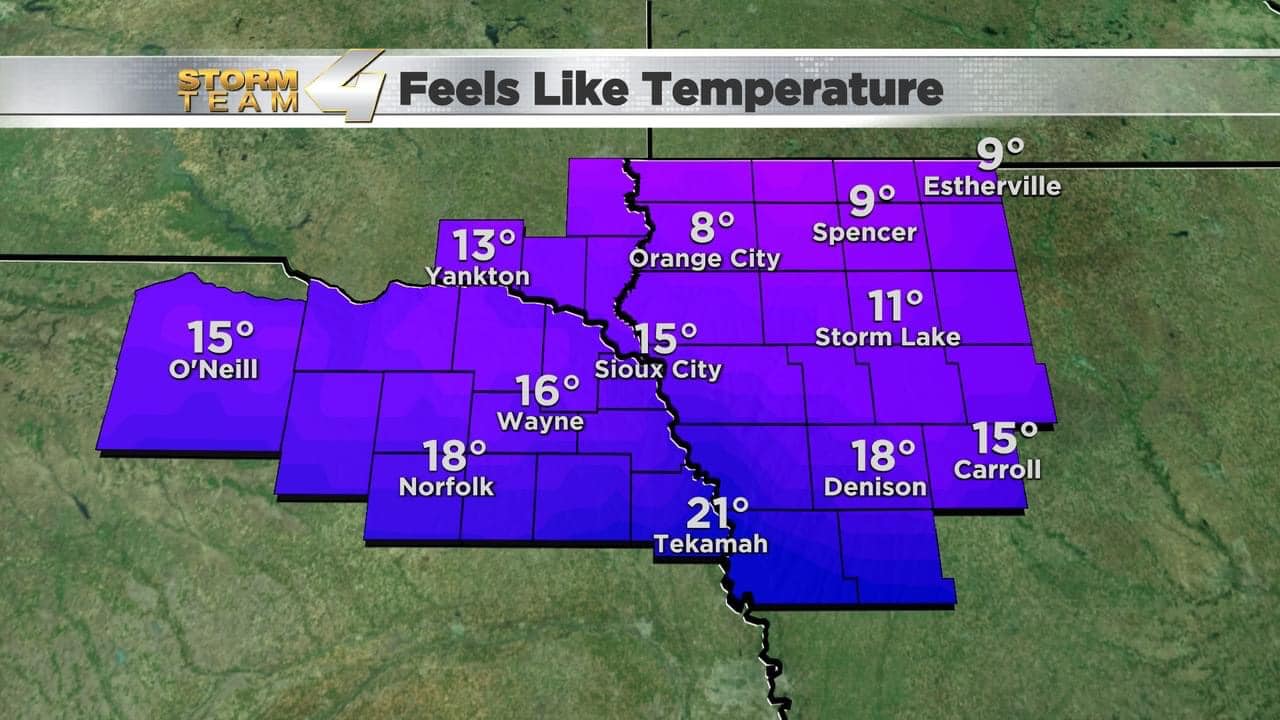 STORM
TEAM
4
Feels Like Temperature
9°
Estherville
9°
Spencer
8°
Orange City
13°
Yankton
11°
Storm Lake
15°
O'Neill
15°
Sioux City
16°
Wayne
18°
Norfolk
18°
Denison
15°
Carroll
21°
Tekamah